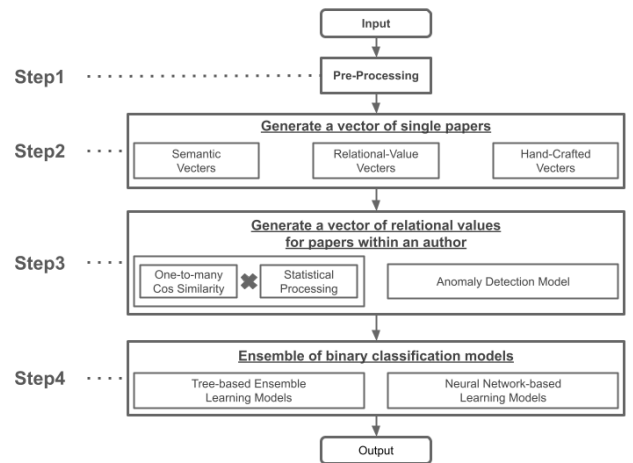 Input
Step1
Pre-Processing
Generate a vector of single papers
Step2
Semantic
Vecters
Relational-Value
Vecters
Hand-Crafted
Vecters
Generate a vector of relational values
for papers within an author
Step3
One-to-many
Cos Similarity
Statistical
Processing
Anomaly Detection Model
Ensemble of binary classification models
Step4
Tree-based Ensemble
Learning Models
Neural Network-based
Learning Models
Output